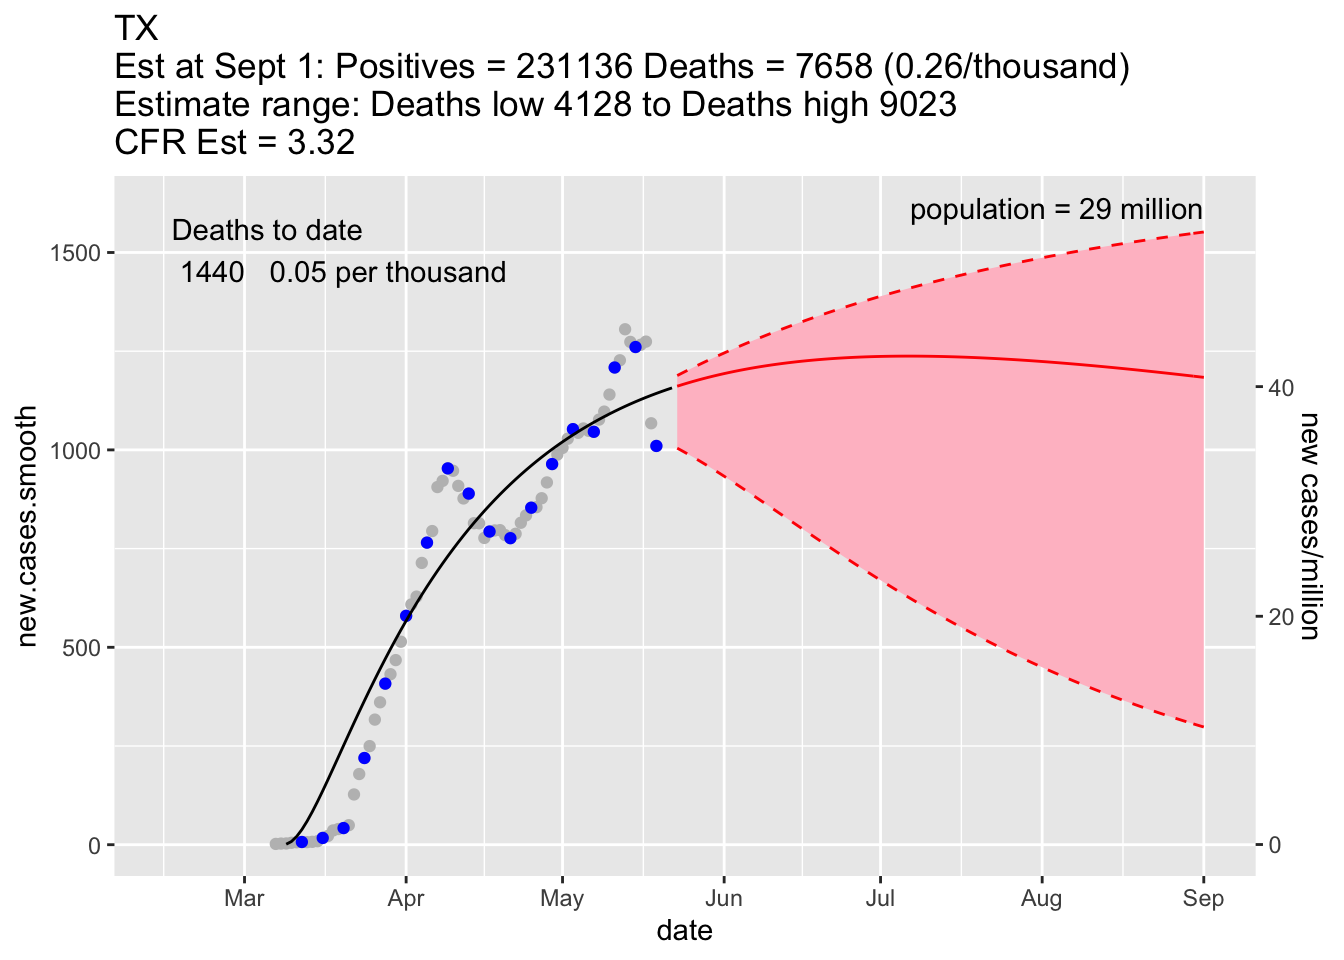 TX
Est at Sept 1: Positives = 231136 Deaths = 7658 (0.26/thousand)
Estimate range: Deaths low 4128 to Deaths high 9023
CFR Est = 3.32
population = 29 million
Deaths to date
1440 0.05 per thousand
1500
1000
500
0
new.cases.smooth
40
20
0
new cases/million
Mar Apr May Jun Jul Aug Sep
date